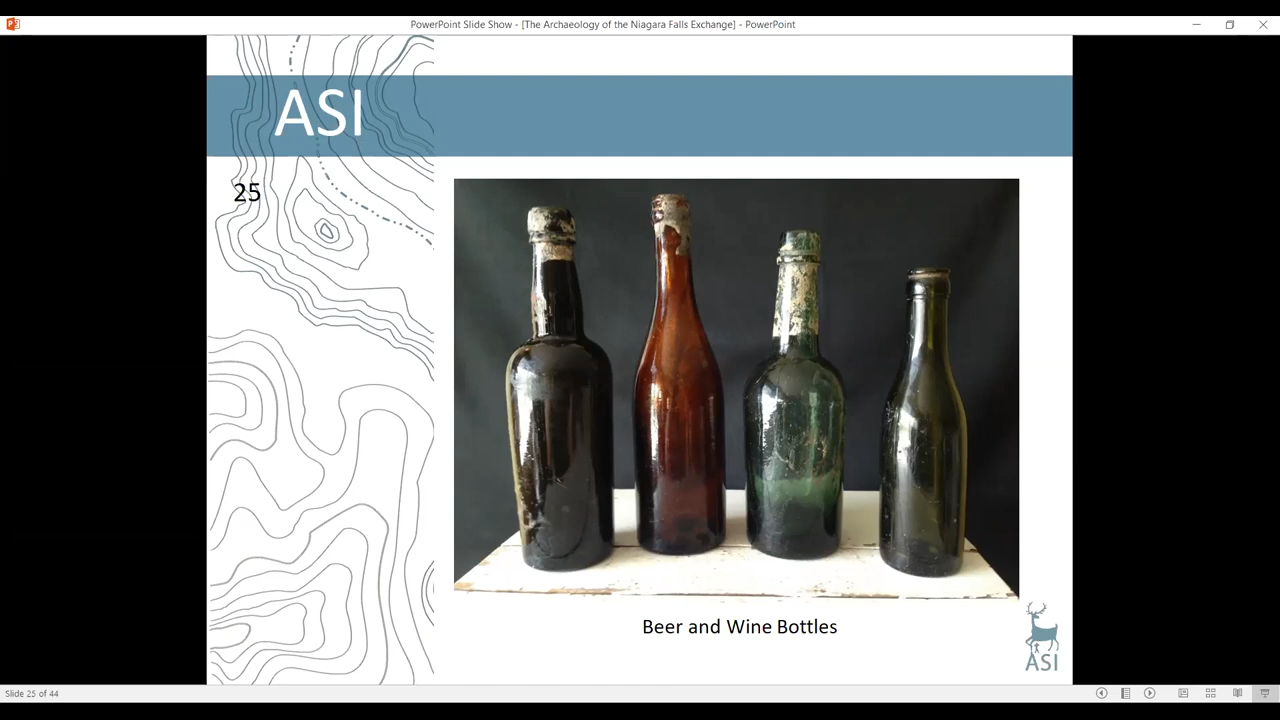 PowerPoint Slide Show - [The Archaeology of the Niagara Falls Exchange] - PowerPoint
ASI
25
Beer and Wine Bottles
ASI
Slide 25 of 44